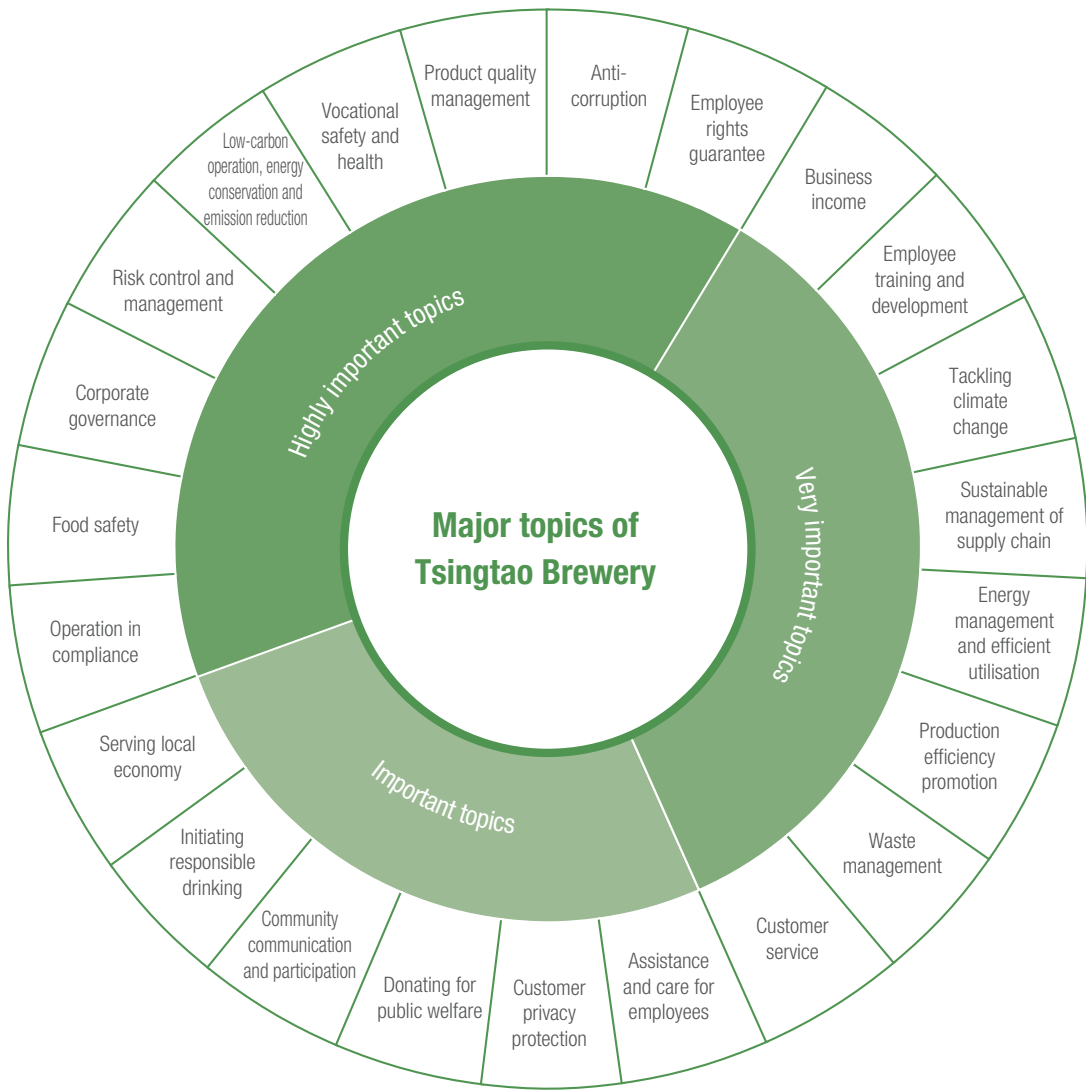 Major topics of
Tsingtao Brewery
Highly important topics
Very important topics
Important topics
Anti-
corruption
Employee
rights
guarantee
Business
income
Employee
training and
development
Tackling
climate
change
Sustainable
management of
supply chain
Energy
management
and efficient
utilisation
Production
efficiency
promotion
Waste
management
Customer
service
Assistance
and care for
employees
Customer
privacy
protection
Donating for
public welfare
Community
communication
and participation
Initiating
responsible
drinking
Serving local
economy
Operation in
compliance
Food safety
Corporate
governance
Risk control and
management
Low-carbon
operation, energy
conservation and
emission reduction
Vocational
safety and
health
Product quality
management